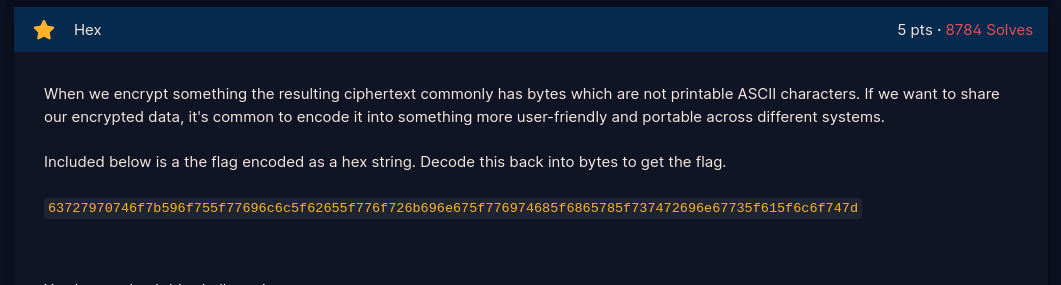 Hex
5 pts · 8784 Solves
When we encrypt something the resulting ciphertext commonly has bytes which are not printable ASCII characters. If we want to share
our encrypted data, it's common to encode it into something more user-friendly and portable across different systems.
Included below is a the flag encoded as a hex string. Decode this back into bytes to get the flag.
63727970746f7b596f755f77696c6c5f62655f776f726b696e675f776974685f6865785f737472696e67735f615f6c6f747d